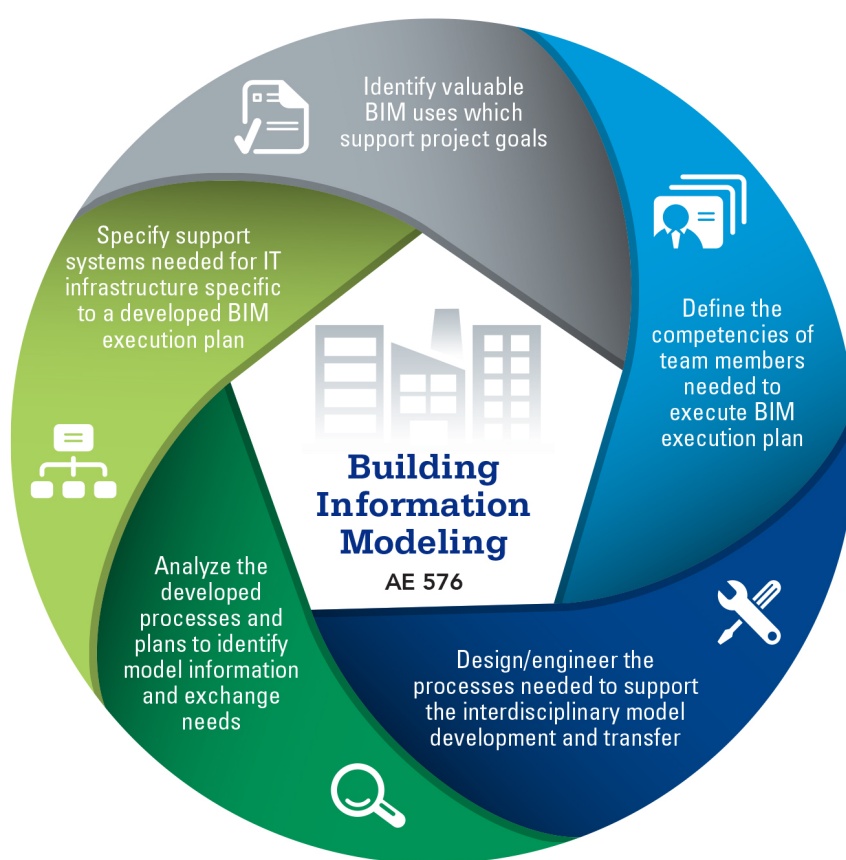 Identify valuable
BIM uses which
support project goals
Define the
competencies of
team members
needed to
execute BIM
execution plan
Design/engineer the
processes needed to support
the interdisciplinary model
development and transfer
Analyze the
developed
processes and
plans to identify
model information
and exchange
needs
Specify support
systems needed for IT
infrastructure specific
to a developed BIM
execution plan
Building
Information
Modeling
AE 576